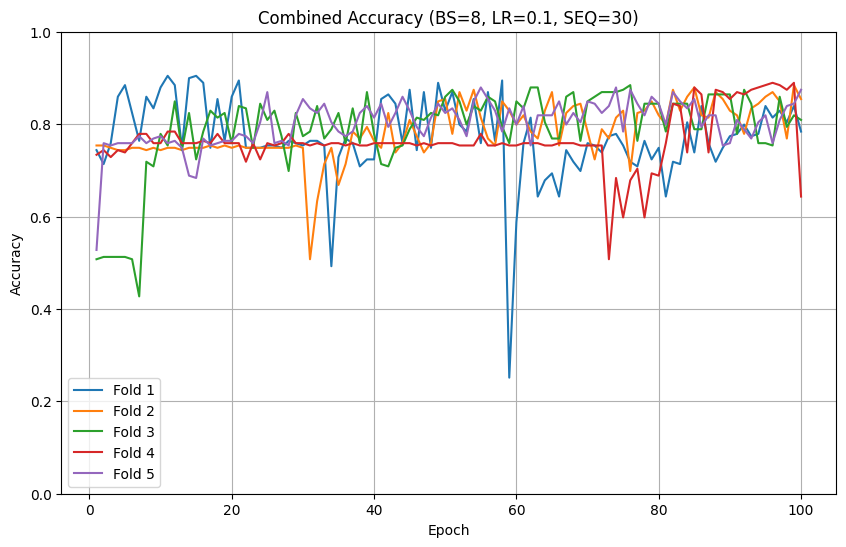 Combined Accuracy (BS=8, LR=0.1, SEQ=30)
1.0
0.8
0.6
0.4
0.2
0.0
Accuracy
Fold 1
Fold 2
Fold 3
Fold 4
Fold 5
0 20 40 60 80 100
Epoch